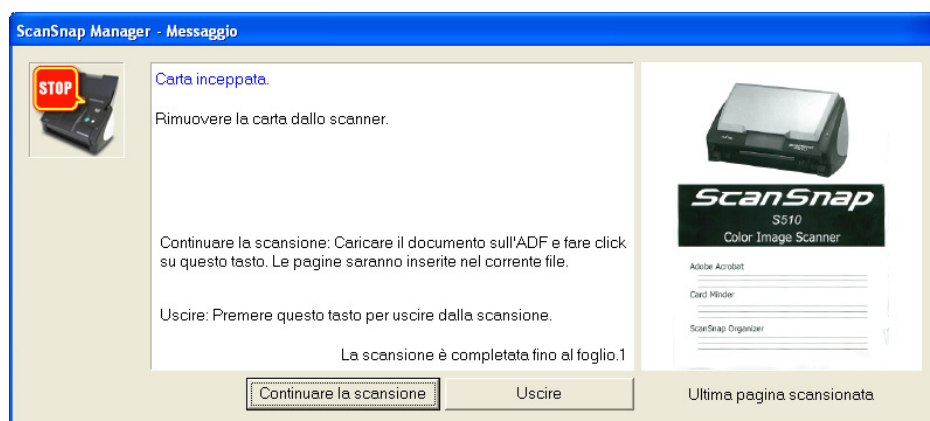 ScanSnap Manager - Messaggio
STOP
Carta inceppata.
Rimuovere la carta dallo scanner.
Continuare la scansione: Caricare il documento sull'ADF e fare click
su questo tasto. Le pagine saranno inserite nel corrente file.
Uscire: Premere questo tasto per uscire dalla scansione.
La scansione è completata fino al foglio.1
ScanSnap
S510
Color Image Scanner
Adobe Acrobat
Card Minder
ScanSnap Organizer
Continuare la scansione
Uscire
Ultima pagina scansionata